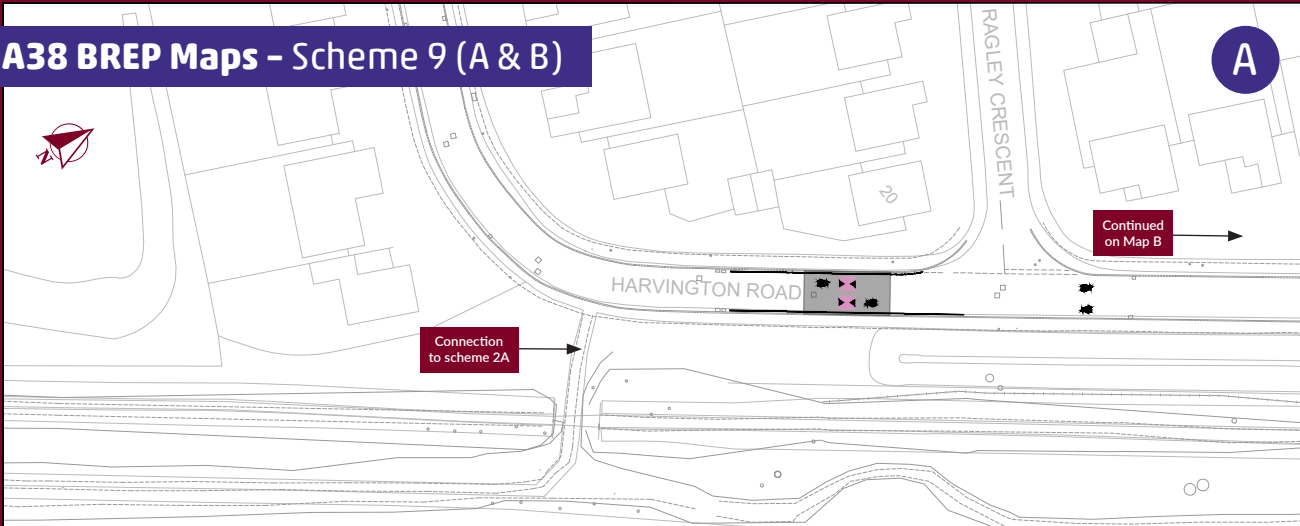 A38 BREP Maps – Scheme 9 (A & B)
A
N
RAGLEY CRESCENT
20
Continued
on Map B
HARVINGTON ROAD
Connection
to scheme 2A